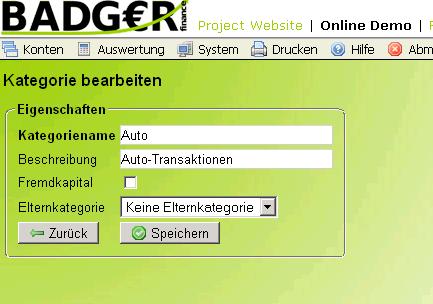 BADG€R finance
Project Website | Online Demo |
Konten Auswertung System Drucken Hilfe Abm
Kategorie bearbeiten
Eigenschaften
Kategoriename Auto
Beschreibung Auto-Transaktionen
Fremdkapital
Elternkategorie Keine Elternkategorie
Zurück Speichern